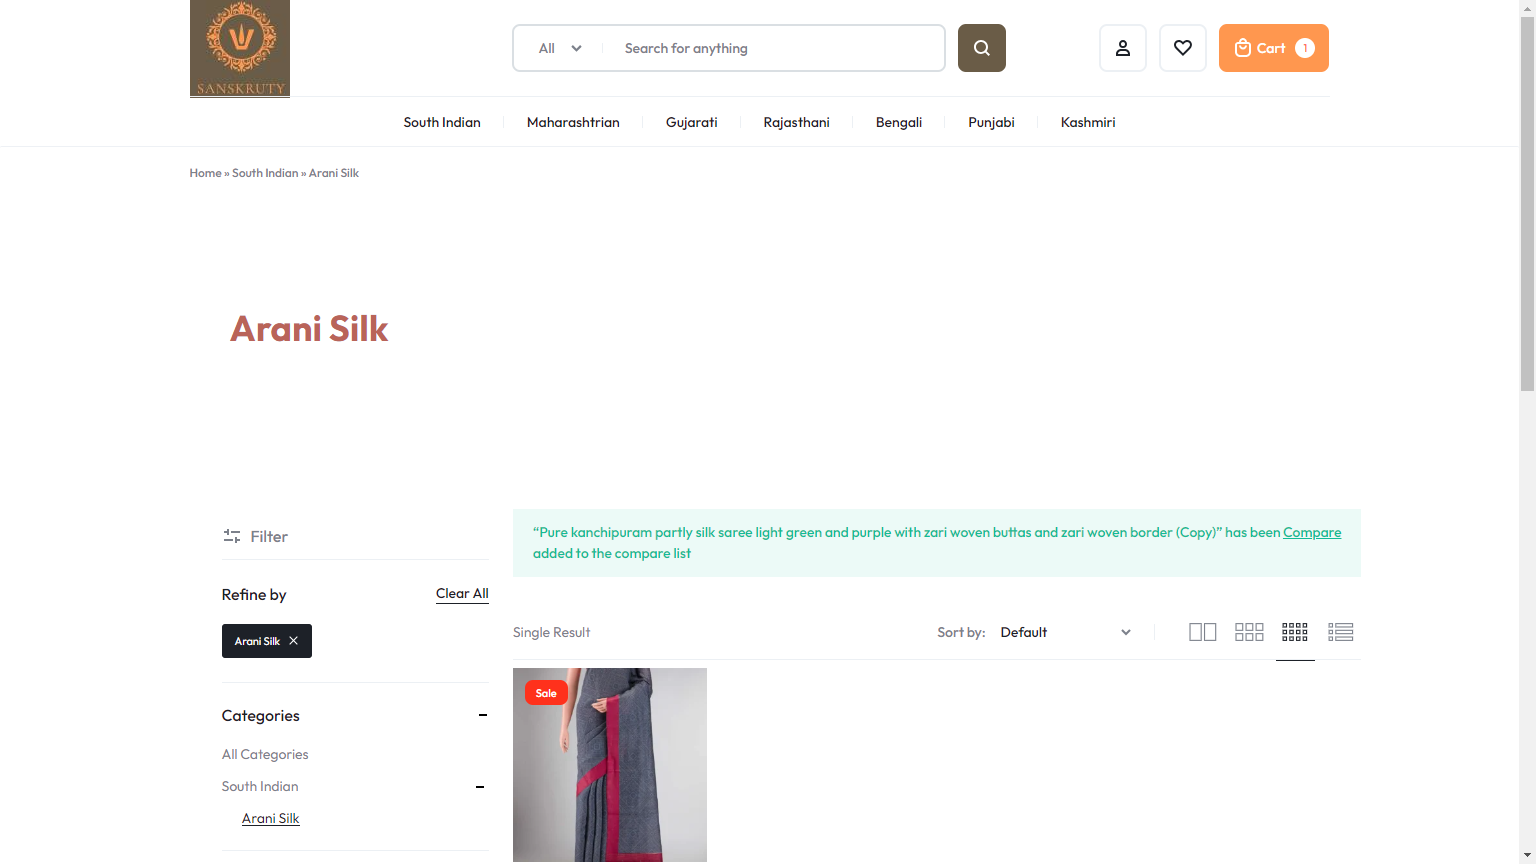 SANSKRUTY
All
Search for anything
Cart 1
South Indian
Maharashtrian
Gujarati
Rajasthani
Bengali
Punjabi
Kashmiri
Home » South Indian » Arani Silk
Arani Silk
Filter
Refine by
Clear All
Arani Silk
Categories
All Categories
South Indian
Arani Silk
“Pure kanchipuram partly silk saree light green and purple with zari woven buttas and zari woven border (Copy)” has been Compare
added to the compare list
Single Result
Sort by: Default
Sale